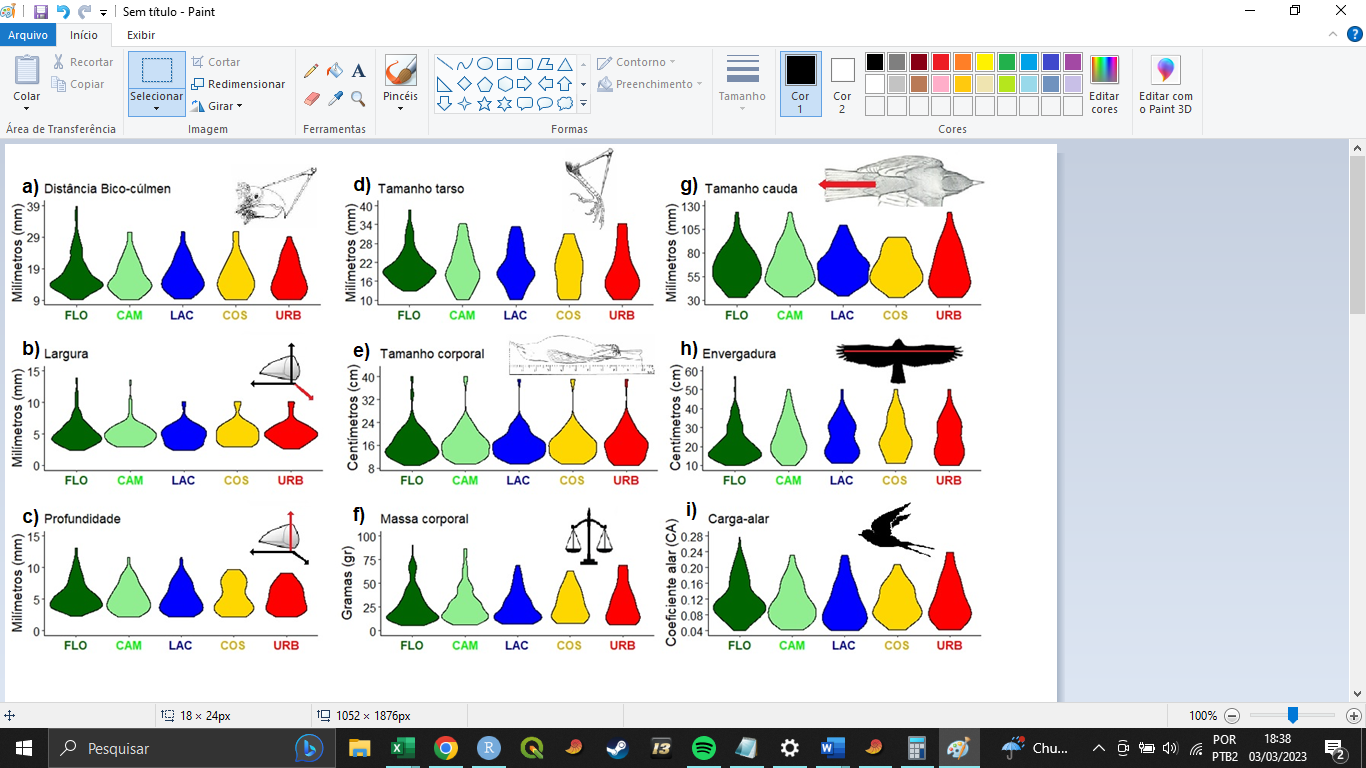 Sem título - Paint
Arquivo Início Exibir
Colar
Recortar
Copiar
Área de Transferência
Selecionar
Cortar
Redimensionar
Girar
Imagem
A
Ferramentas
Pincéis
Contorno
Preenchimento
Formas
Tamanho
Cor 1
Cor 2
Editar cores
Cores
Editar com o Paint 3D
a) Distância Bico-cúlmen
Milímetros (mm)
39
29
19
9
FLO CAM LAC COS URB
d) Tamanho tarso
Milímetros (mm)
40
34
28
22
16
10
FLO CAM LAC COS URB
g) Tamanho cauda
Milímetros (mm)
130
105
80
55
30
FLO CAM LAC COS URB
b) Largura
Milímetros (mm)
15
10
5
0
FLO CAM LAC COS URB
e) Tamanho corporal
Centímetros (cm)
40
32
24
16
8
FLO CAM LAC COS URB
h) Envergadura
Centímetros (cm)
60
50
40
30
20
10
FLO CAM LAC COS URB
c) Profundidade
Milímetros (mm)
15
10
5
0
FLO CAM LAC COS URB
f) Massa corporal
Gramas (gr)
100
75
50
25
0
FLO CAM LAC COS URB
i) Carga-alar
Coeficiente alar (CA)
0.28
0.24
0.20
0.16
0.12
0.08
0.04
FLO CAM LAC COS URB
18 × 24px
1052 × 1876px
100%
Pesquisar
Chu...
POR
PTB2
18:38
03/03/2023
2